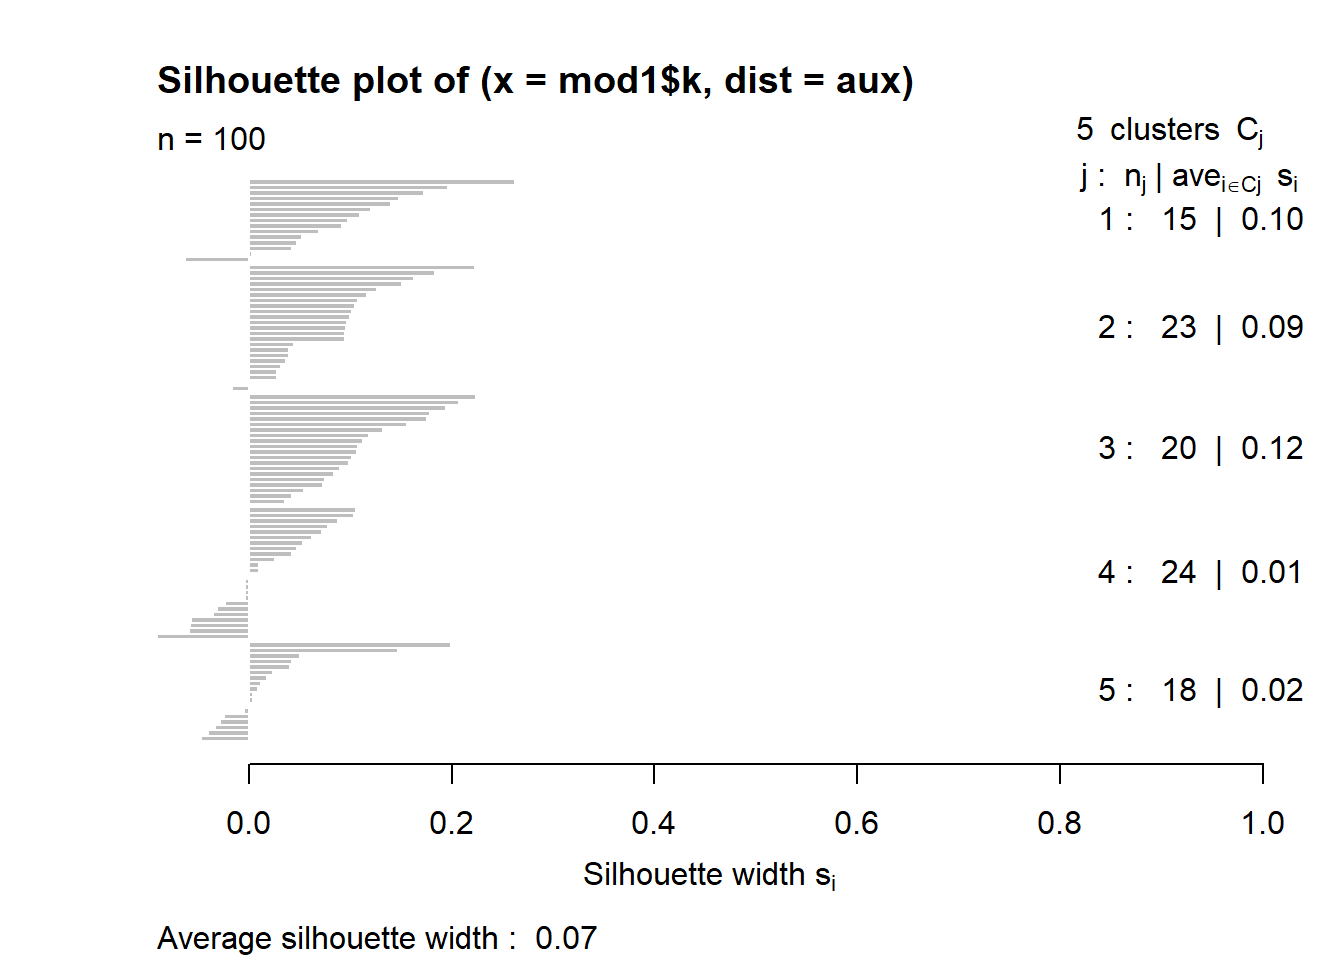 Silhouette plot of (x = mod1$k, dist = aux)
n = 100
5 clusters Cj
j : nj | avei∈Cj si
1 : 15 | 0.10
2 : 23 | 0.09
3 : 20 | 0.12
4 : 24 | 0.01
5 : 18 | 0.02
0.0 0.2 0.4 0.6 0.8 1.0
Silhouette width si
Average silhouette width : 0.07